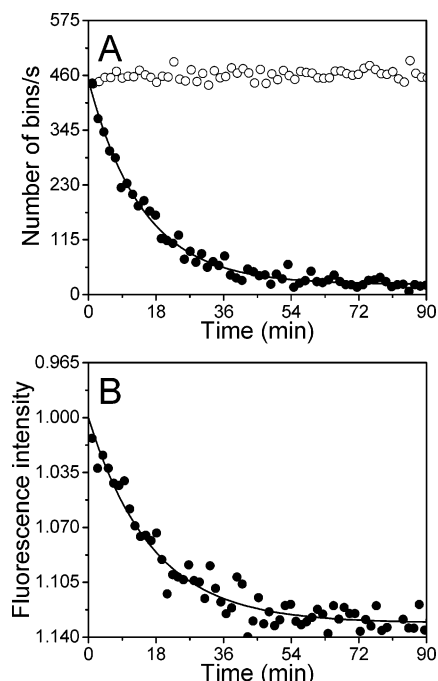 A
Number of bins/s
575
460
345
230
115
0
0 18 36 54 72 90
Time (min)
B
Fluorescence intensity
0.965
1.000
1.035
1.070
1.105
1.140
0 18 36 54 72 90
Time (min)